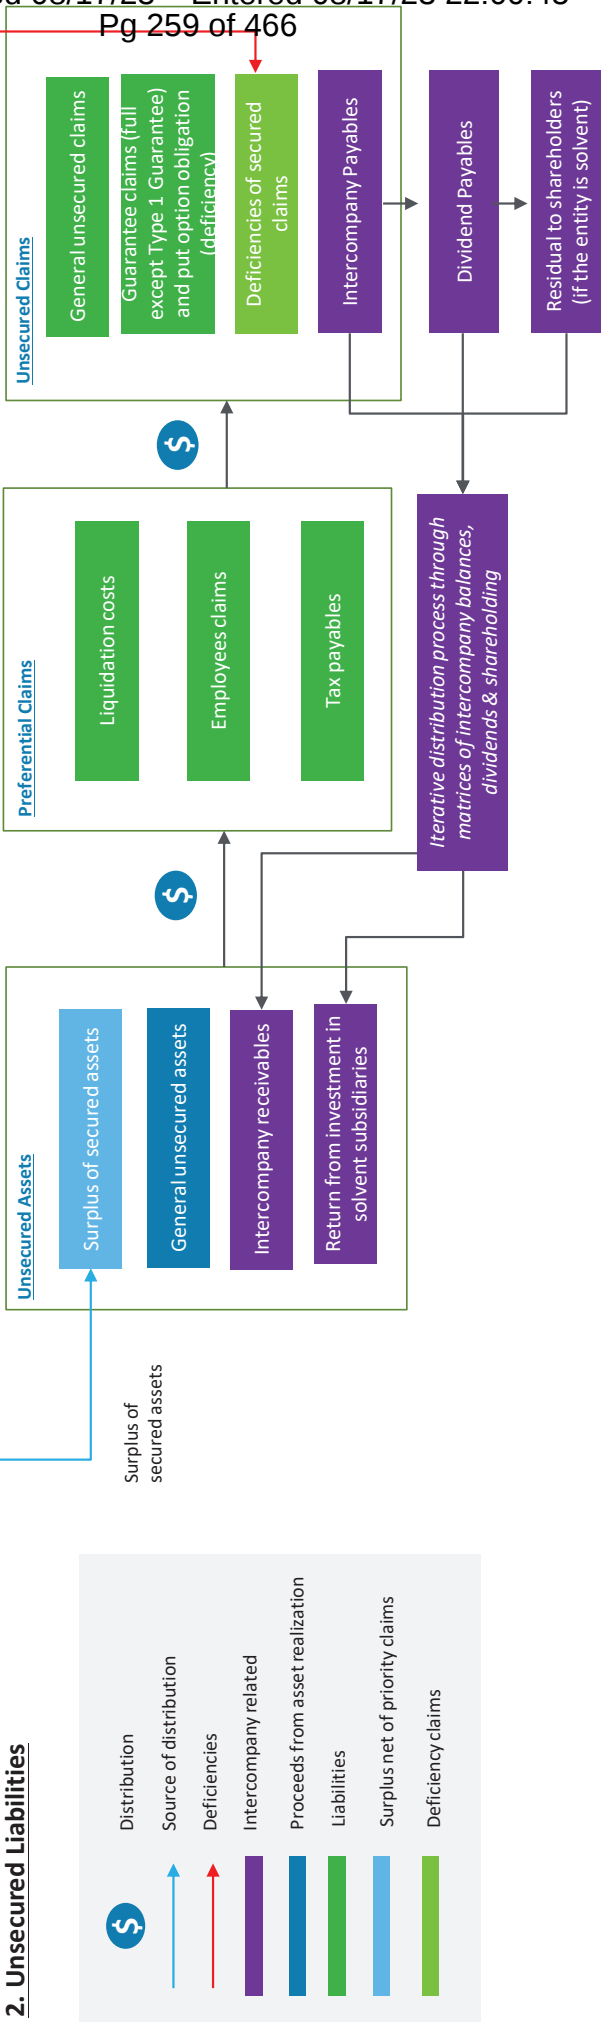 Entered 08/17/23
Pg 259 of 466
2. Unsecured Liabilities
Distribution
Source of distribution
Deficiencies
Intercompany related
Proceeds from asset realization
Liabilities
Surplus net of priority claims
Deficiency claims
Surplus of
secured assets
Unsecured Assets
Surplus of secured assets
General unsecured assets
Intercompany receivables
Return from investment in
solvent subsidiaries
$
$
$
Preferential Claims
Liquidation costs
Employees claims
Tax payables
Iterative distribution process through
matrices of intercompany balances,
dividends & shareholding
Unsecured Claims
General unsecured claims
Guarantee claims (full
except Type 1 Guarantee)
and put option obligation
(deficiency)
Deficiencies of secured
claims
Intercompany Payables
Dividend Payables
Residual to shareholders
(if the entity is solvent)